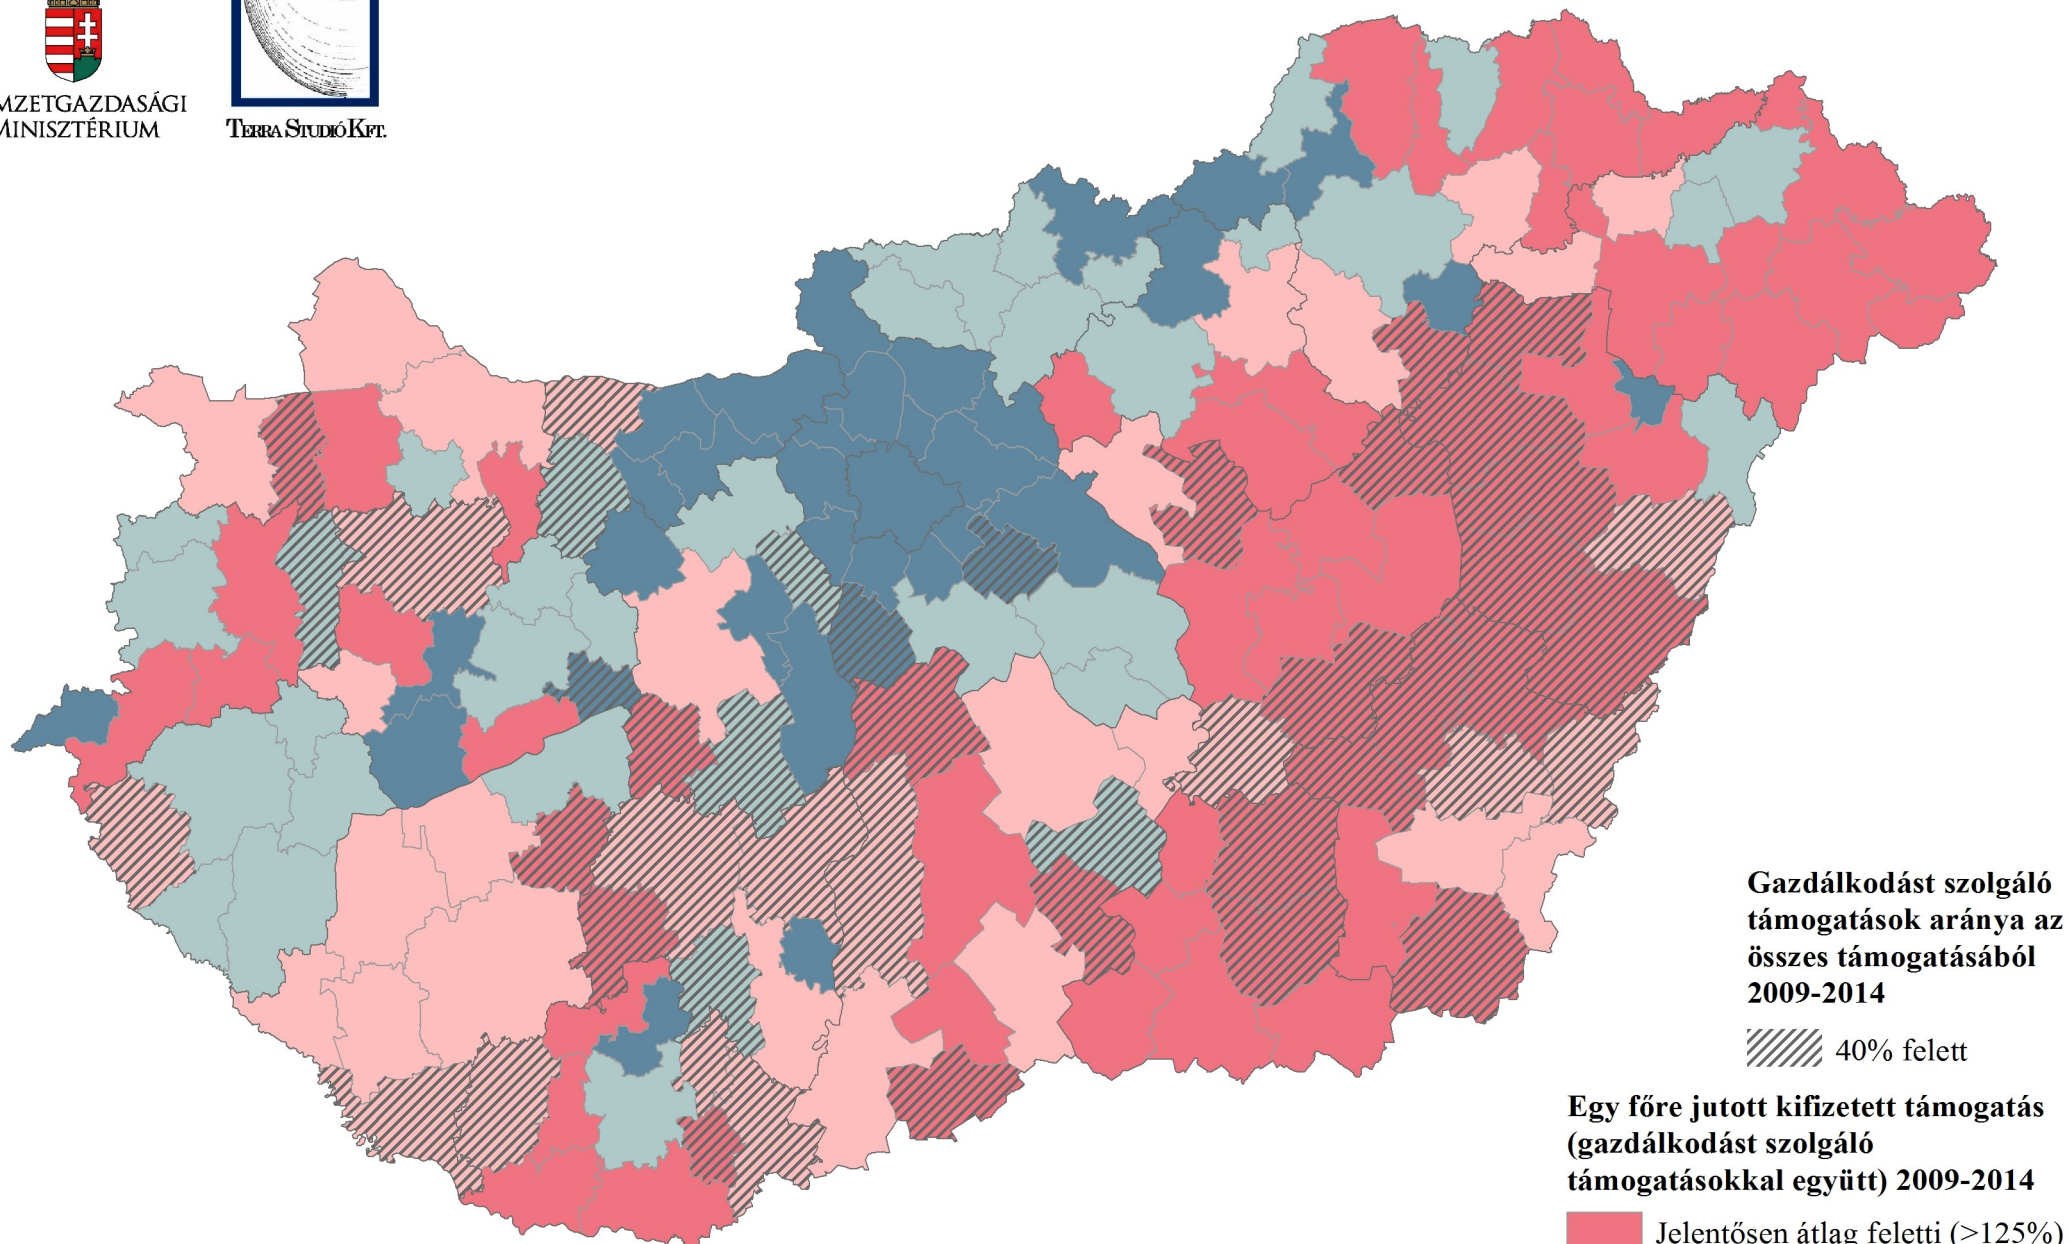 MZETGAZDASÁGI
MINISZTÉRIUM
TERRA STUDIÓ KFT.
Gazdálkodást szolgáló
támogatások aránya az
összes támogatásából
2009-2014
40% felett
Egy főre jutott kifizetett támogatás
(gazdálkodást szolgáló
támogatásokkal együtt) 2009-2014
Jelentősen átlag feletti (>125%)